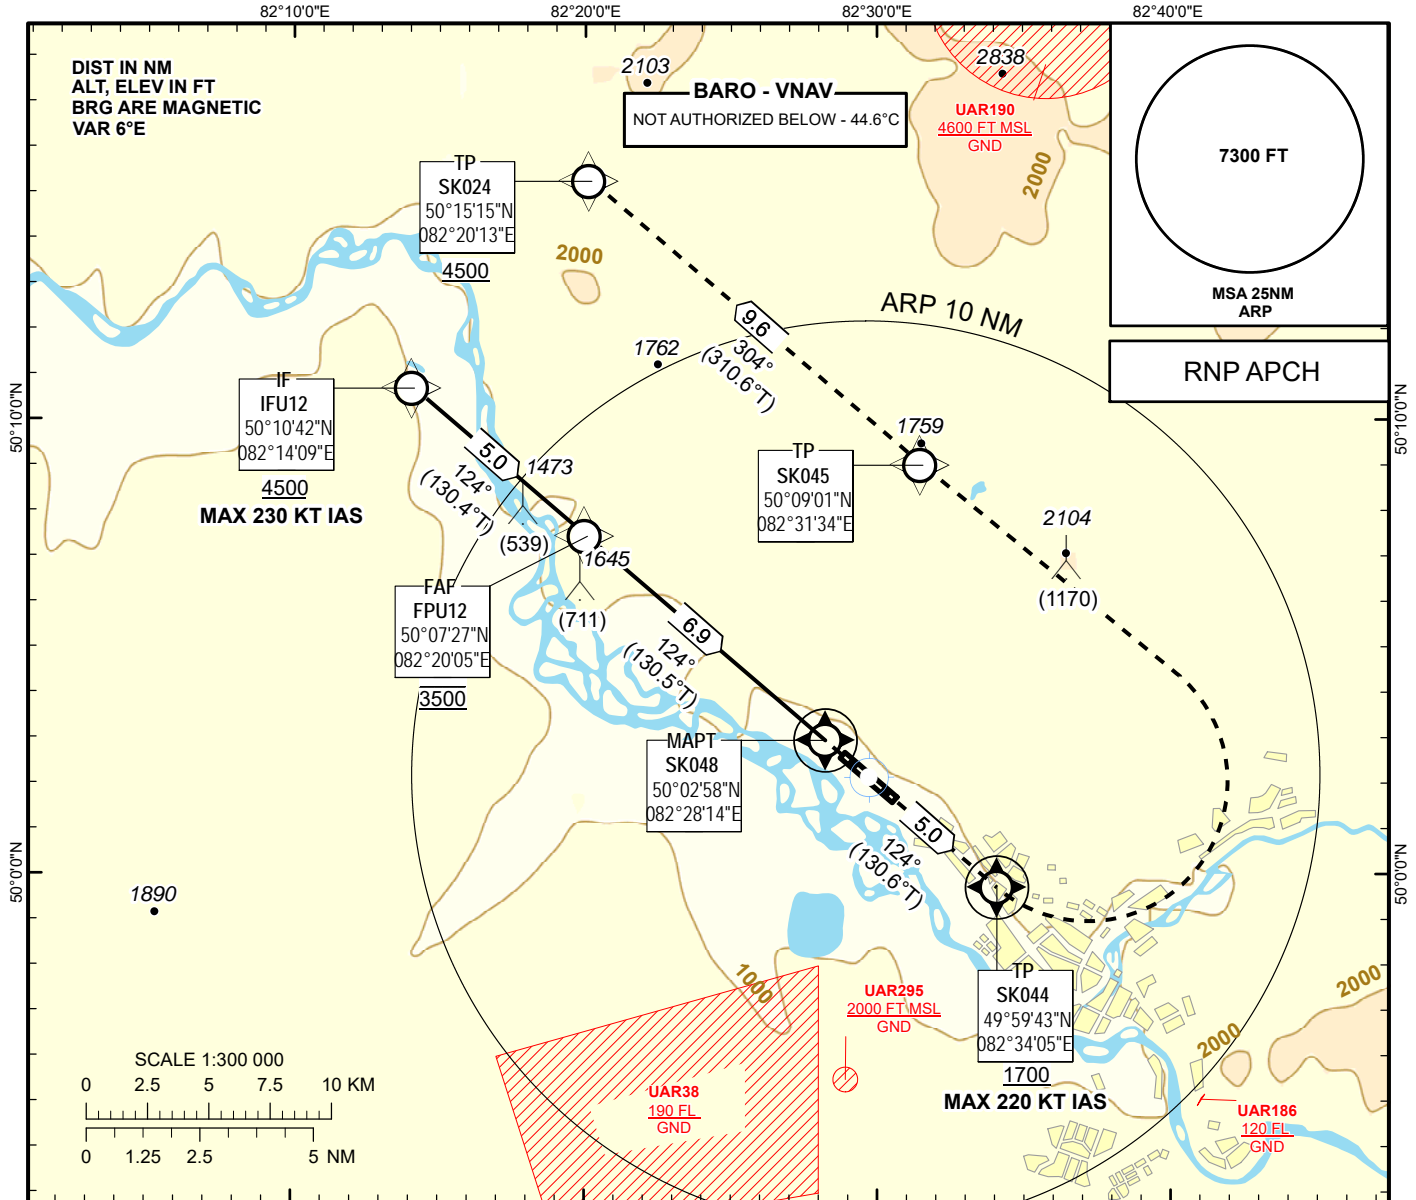 82°10'0"E
82°20'0"E
82°30'0"E
82°40'0"E
DIST IN NM
ALT, ELEV IN FT
BRG ARE MAGNETIC
VAR 6°E
2103
BARO - VNAV
NOT AUTHORIZED BELOW - 44.6°C
2838
UAR190
4600 FT MSL
GND
2000
7300 FT
MSA 25NM
ARP
RNP APCH
TP
SK024
50°15'15"N
082°20'13"E
4500
2000
ARP 10 NM
9.6
304°
(310.6°T)
1762
1759
IF
IFU12
50°10'42"N
082°14'09"E
4500
MAX 230 KT IAS
50°10'0"N
50°10'0"N
5.0
124°
(130.4°T)
1473
(539)
TP
SK045
50°09'01"N
082°31'34"E
2104
(1170)
1645
(711)
FAF
FPU12
50°07'27"N
082°20'05"E
3500
6.9
124°
(130.5°T)
MAPT
SK048
50°02'58"N
082°28'14"E
5.0
124°
(130.6°T)
50°0'0"N
50°0'0"N
1890
1000
UAR295
2000 FT MSL
GND
TP
SK044
49°59'43"N
082°34'05"E
1700
MAX 220 KT IAS
2000
2000
UAR38
190 FL
GND
UAR186
120 FL
GND
SCALE 1:300 000
0 2.5 5 7.5 10 KM
0 1.25 2.5 5 NM